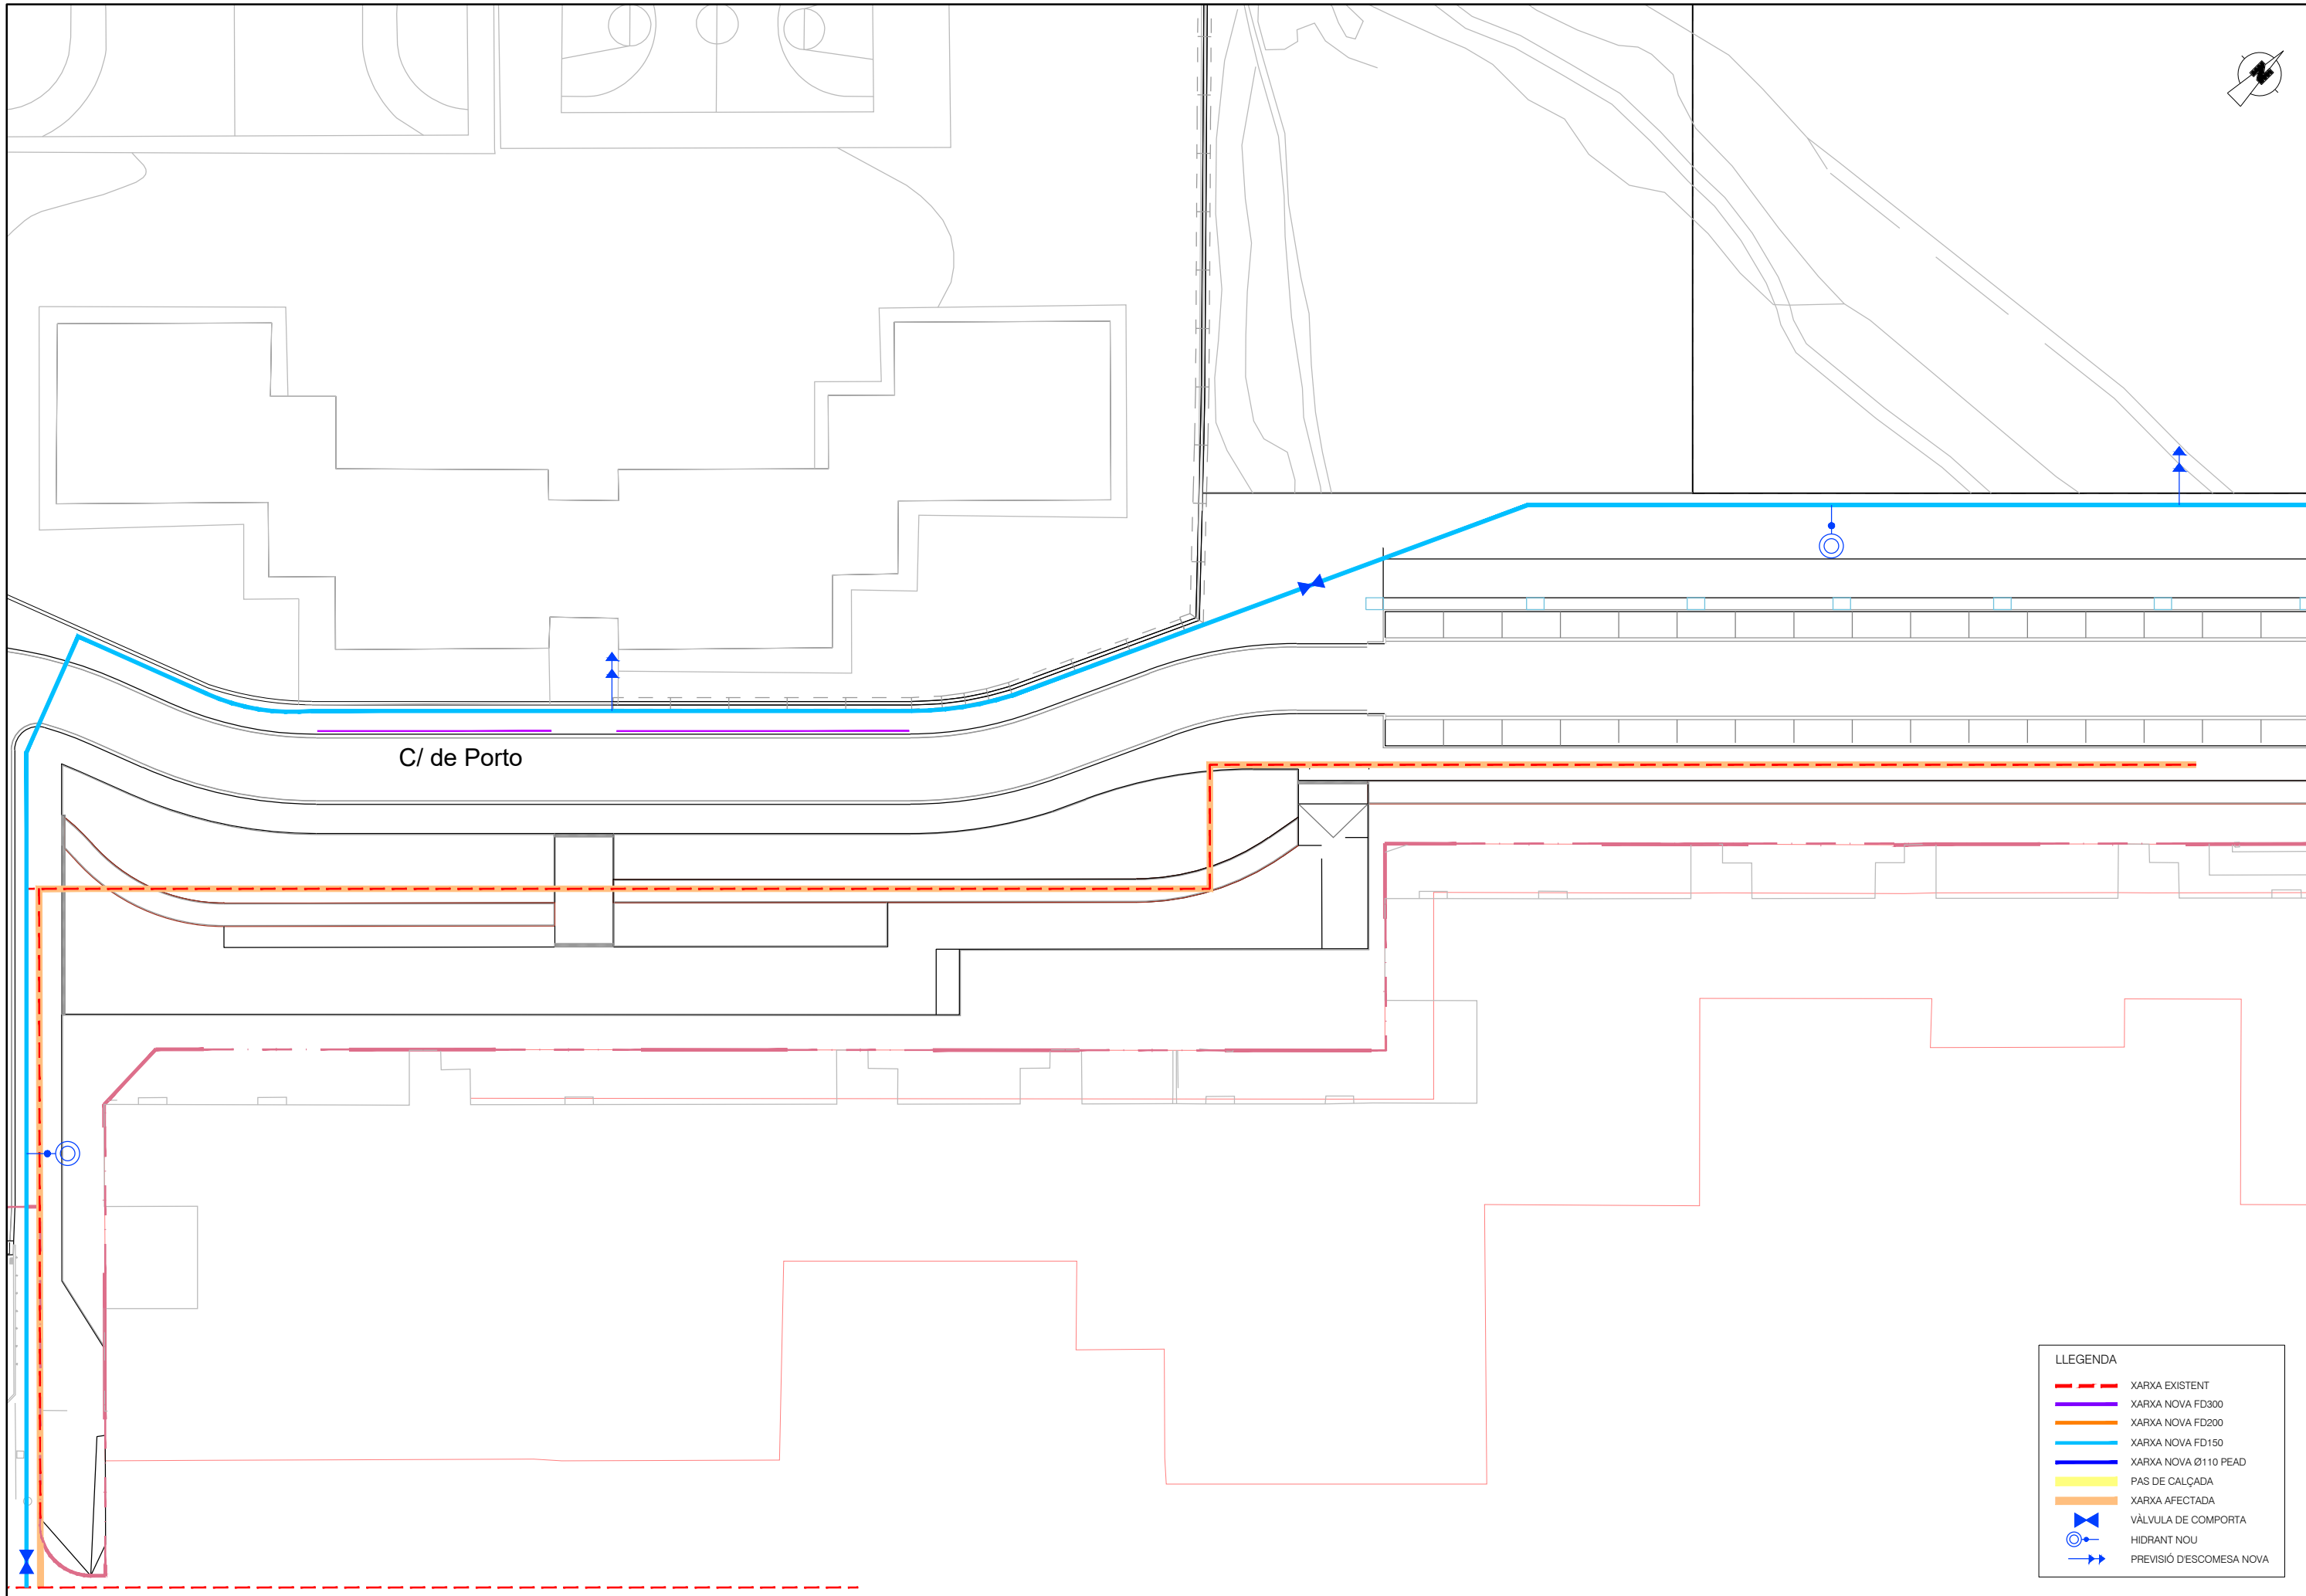 N
C/ de Porto
LLEGENDA
XARXA EXISTENT
XARXA NOVA FD300
XARXA NOVA FD200
XARXA NOVA FD150
XARXA NOVA Ø110 PEAD
PAS DE CALÇADA
XARXA AFECTADA
VÀLVULA DE COMPORTA
HIDRANT NOU
PREVISIÓ D'ESCOMESA NOVA